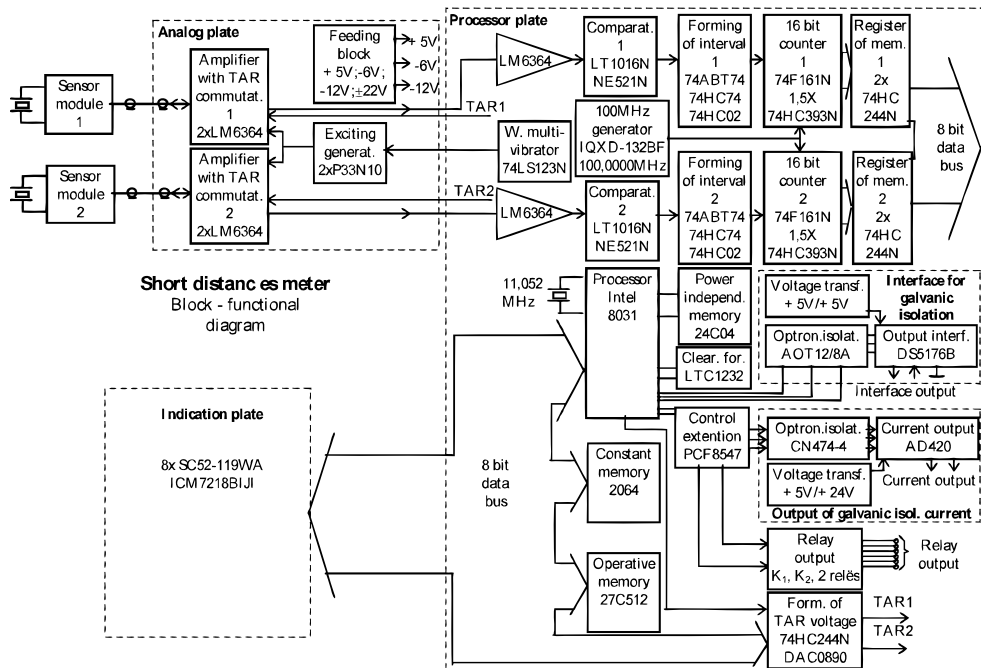 Analog plate
Processor plate
Sensor
module
1
Amplifier
with TAR
commutat.
1
2xLM6364
Feeding
block
+ 5V;-6V;
-12V;±22V
+ 5V
-6V
-12V
TAR1
LM6364
Comparat.
1
LT1016N
NE521N
Forming
of interval
1
74ABT74
74HC74
74HC02
16 bit
counter
1
74F161N
1,5X
74HC393N
Register
of mem.
1
2x
74HC
244N
8 bit
data
bus
Exciting
generat.
2xP33N10
W. multi-
vibrator
74LS123N
100MHz
generator
IQXD-132BF
100,0000MHz
Sensor
module
2
Amplifier
with TAR
commutat.
2
2xLM6364
TAR2
LM6364
Comparat.
2
LT1016N
NE521N
Forming
of interval
2
74ABT74
74HC74
74HC02
16 bit
counter
2
74F161N
1,5X
74HC393N
Register
of mem.
2
2x
74HC
244N
Short distanc es meter
Block - functional
diagram
11,052
MHz
Processor
Intel
8031
Power
independ.
memory
24C04
Clear. for.
LTC1232
Voltage transf.
+ 5V/+ 5V
Interface for
galvanic
isolation
Optron.isolat.
AOT12/8A
Output interf.
DS5176B
Interface output
Indication plate
8x SC52-119WA
ICM7218BIJI
8 bit
data
bus
Constant
memory
2064
Operative
memory
27C512
Control
extention
PCF8547
Optron.isolat.
CN474-4
Current output
AD420
Voltage transf.
+ 5V/+ 24V
Current output
Output of galvanic isol. current
Relay
output
K1, K2, 2 relës
Relay
output
Form. of
TAR voltage
74HC244N
DAC0890
TAR1
TAR2